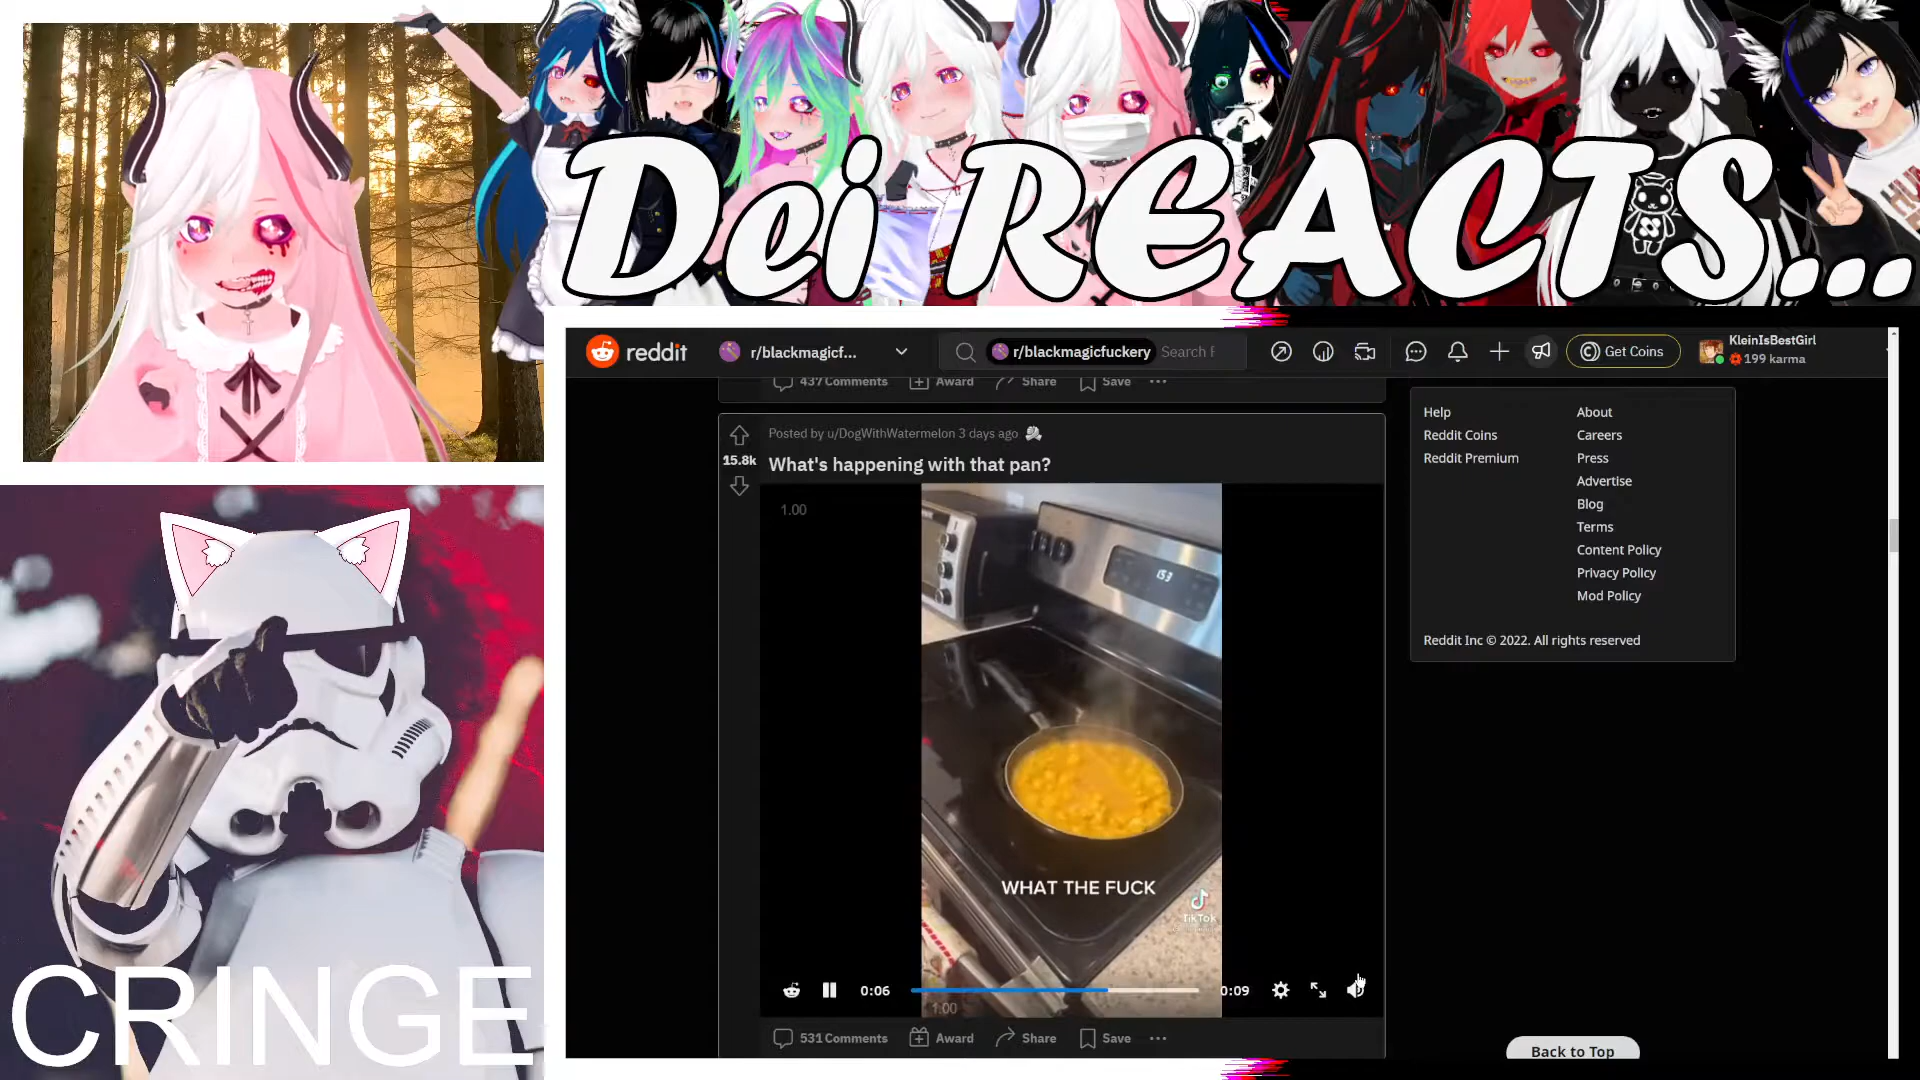 Dei REACTS...
reddit
r/blackmagicf...
r/blackmagicfuckery
Search f
Get Coins
KleinIsBestGirl
199 karma
437 Comments
Award
Share
Save
Posted by u/DogWithWatermelon 3 days ago
15.8k
What's happening with that pan?
1.00
153
WHAT THE FUCK
TikTok
0:06
0:09
1.00
531 Comments
Award
Share
Save
Help
About
Reddit Coins
Careers
Reddit Premium
Press
Advertise
Blog
Terms
Content Policy
Privacy Policy
Mod Policy
Reddit Inc © 2022. All rights reserved
Back to Top
CRINGE